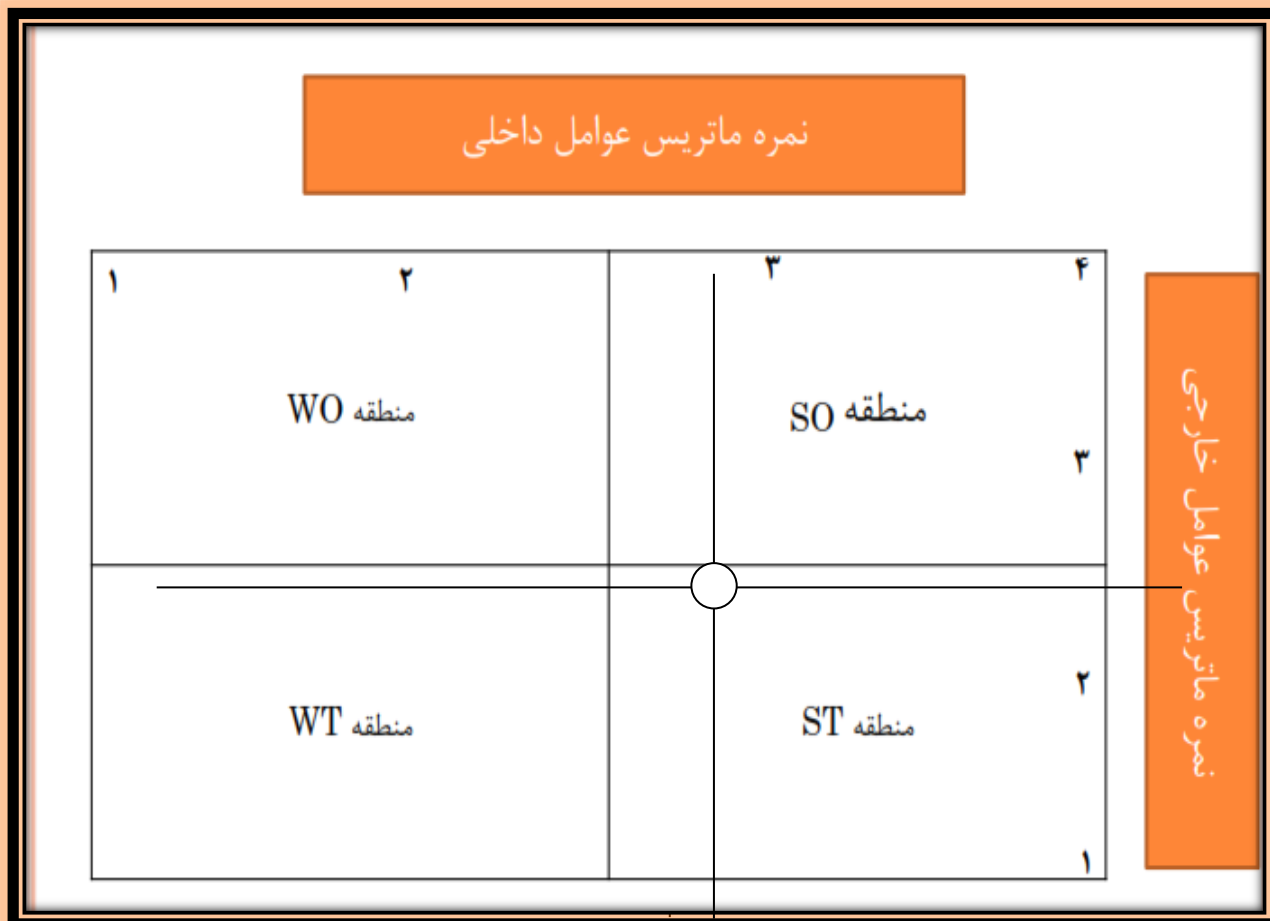 نمره ماتریس عوامل داخلی
۱ ۲ ۳ ۴
منطقه WO
منطقه SO
۳
نمره ماتریس عوامل خارجی
۲
منطقه WT
منطقه ST
۱